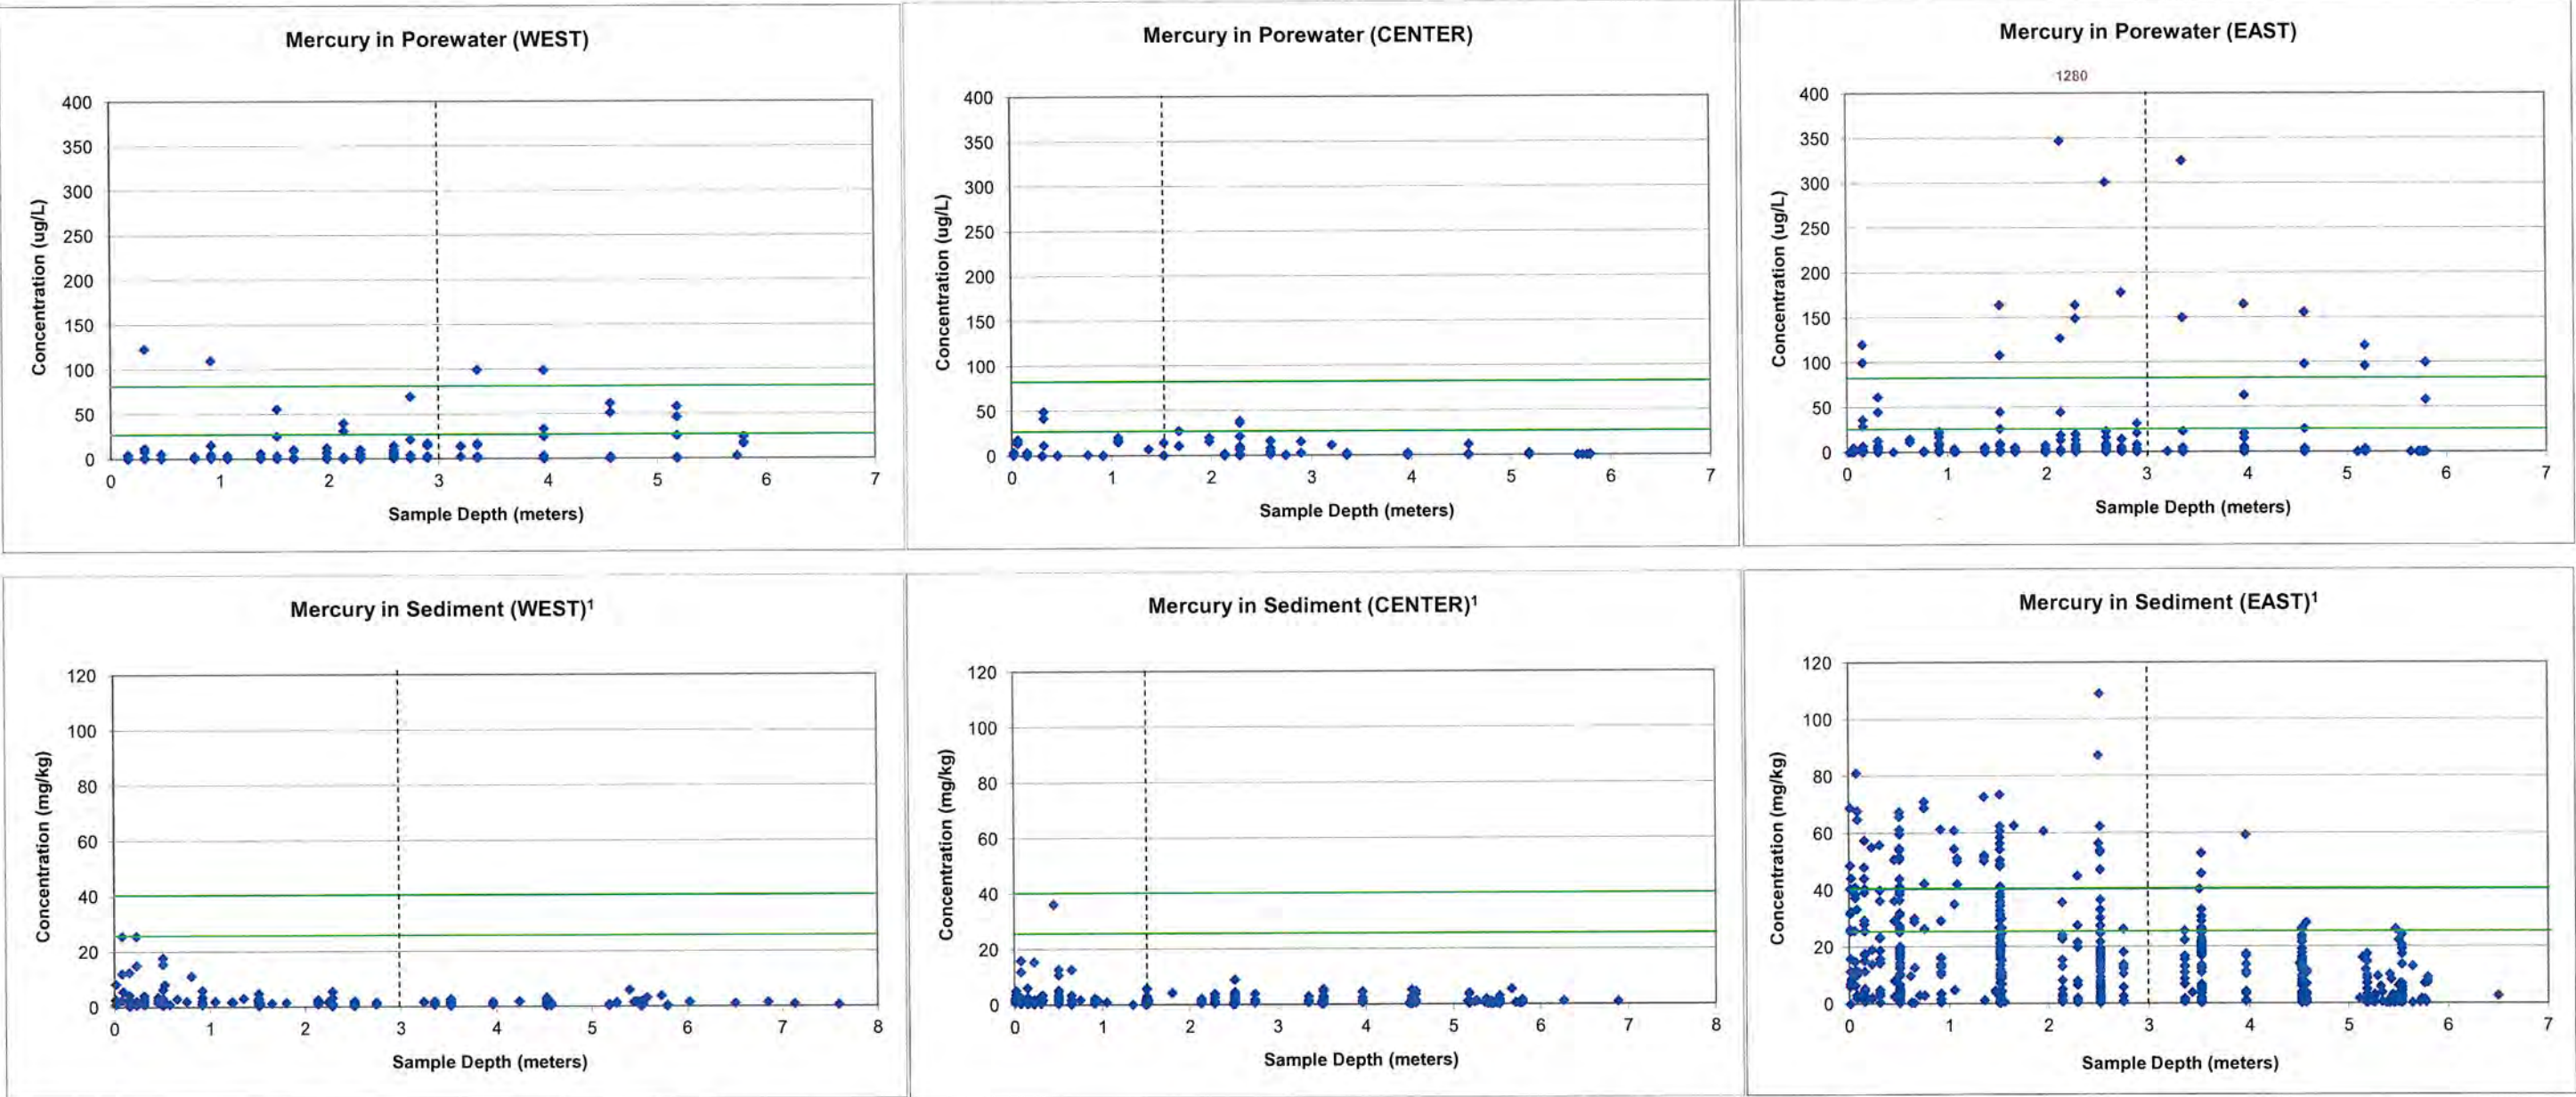 Mercury in Porewater (WEST)
Concentration (ug/L)
400
350
300
250
200
150
100
50
0
0 1 2 3 4 5 6 7
Sample Depth (meters)
Mercury in Porewater (CENTER)
Concentration (ug/L)
400
350
300
250
200
150
100
50
0
0 1 2 3 4 5 6 7
Sample Depth (meters)
Mercury in Porewater (EAST)
1280
Concentration (ug/L)
400
350
300
250
200
150
100
50
0
0 1 2 3 4 5 6 7
Sample Depth (meters)
Mercury in Sediment (WEST)¹
Concentration (mg/kg)
120
100
80
60
40
20
0
0 1 2 3 4 5 6 7 8
Sample Depth (meters)
Mercury in Sediment (CENTER)¹
Concentration (mg/kg)
120
100
80
60
40
20
0
0 1 2 3 4 5 6 7 8
Sample Depth (meters)
Mercury in Sediment (EAST)¹
Concentration (mg/kg)
120
100
80
60
40
20
0
0 1 2 3 4 5 6 7
Sample Depth (meters)